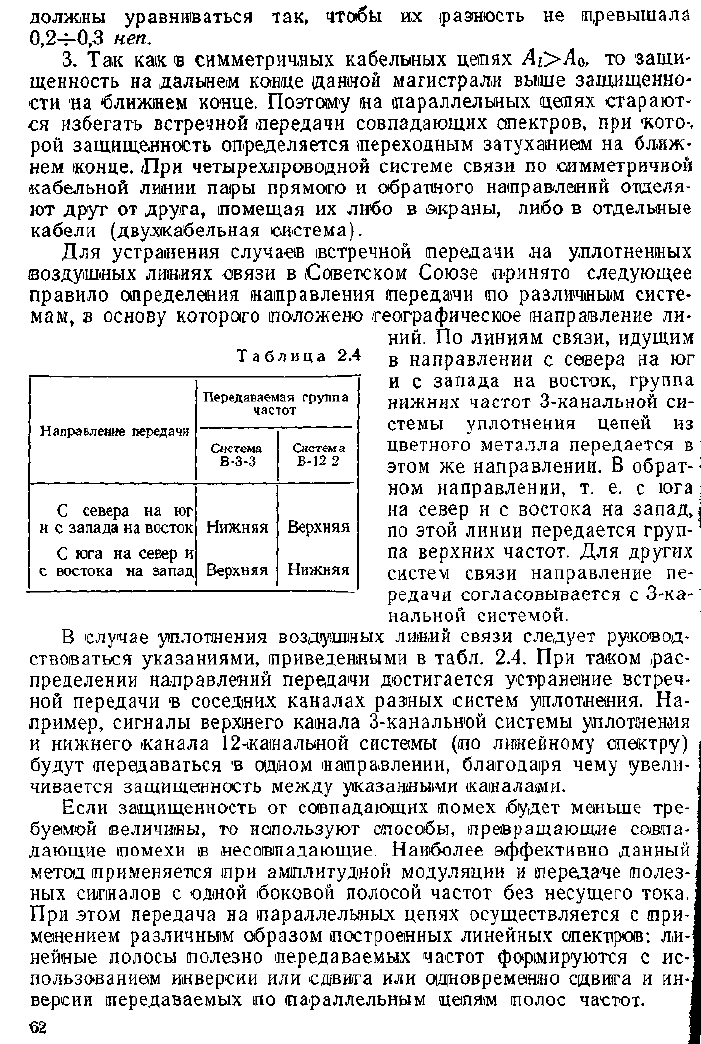 должны уравниваться так, чтобы их разность не превышала
0,2÷0,3 неп.
3. Так как в симметричных кабельных цепях Al>A0, то защи-
щенность на дальнем конце данной магистрали выше защищенно-
сти на ближнем конце. Поэтому на параллельных цепях старают-
ся избегать встречной передачи совпадающих спектров, при кото-
рой защищенность определяется переходным затуханием на ближ-
нем конце. При четырехпроводной системе связи по симметричной
кабельной линии пары прямого и обратного направлений отделя-
ют друг от друга, помещая их либо в экраны, либо в отдельные
кабели (двухкабельная система).
Для устранения случаев встречной передачи на уплотненных
воздушных линиях связи в Советском Союзе принято следующее
правило определения направления передачи по различным систе-
мам, в основу которого положено географическое направление ли-
ний. По линиям связи, идущим
в направлении с севера на юг
и с запада на восток, группа
нижних частот 3-канальной си-
стемы уплотнения цепей из
цветного металла передается в
этом же направлении. В обрат-
ном направлении, т. е. с юга
на север и с востока на запад,
по этой линии передается груп-
па верхних частот. Для других
систем связи направление пе-
редачи согласовывается с 3-ка-
нальной системой.
Таблица 2.4
Направление передачи
Передаваемая группа
частот
Система
В-3-3
Система
В-12 2
С севера на юг
и с запада на восток
Нижняя
Верхняя
С юга на север и
с востока на запад
Верхняя
Нижняя
В случае уплотнения воздушных линий связи следует руковод-
ствоваться указаниями, приведенными в табл. 2.4. При таком рас-
пределении направлений передачи достигается устранение встреч-
ной передачи в соседних каналах разных систем уплотнения. На-
пример, сигналы верхнего канала 3-канальной системы уплотнения
и нижнего канала 12-канальной системы (по линейному спектру)
будут передаваться в одном направлении, благодаря чему увели-
чивается защищенность между указанными каналами.
Если защищенность от совпадающих помех будет меньше тре-
буемой величины, то используют способы, превращающие совпа-
дающие помехи в несовпадающие. Наиболее эффективно данный
метод применяется при амплитудной модуляции и передаче полез-
ных сигналов с одной боковой полосой частот без несущего тока.
При этом передача на параллельных цепях осуществляется с при-
менением различным образом построенных линейных спектров: ли-
нейные полосы полезно передаваемых частот формируются с ис-
пользованием инверсии или сдвига или одновременно сдвига и ин-
версии передаваемых по параллельным цепям полос частот.
62